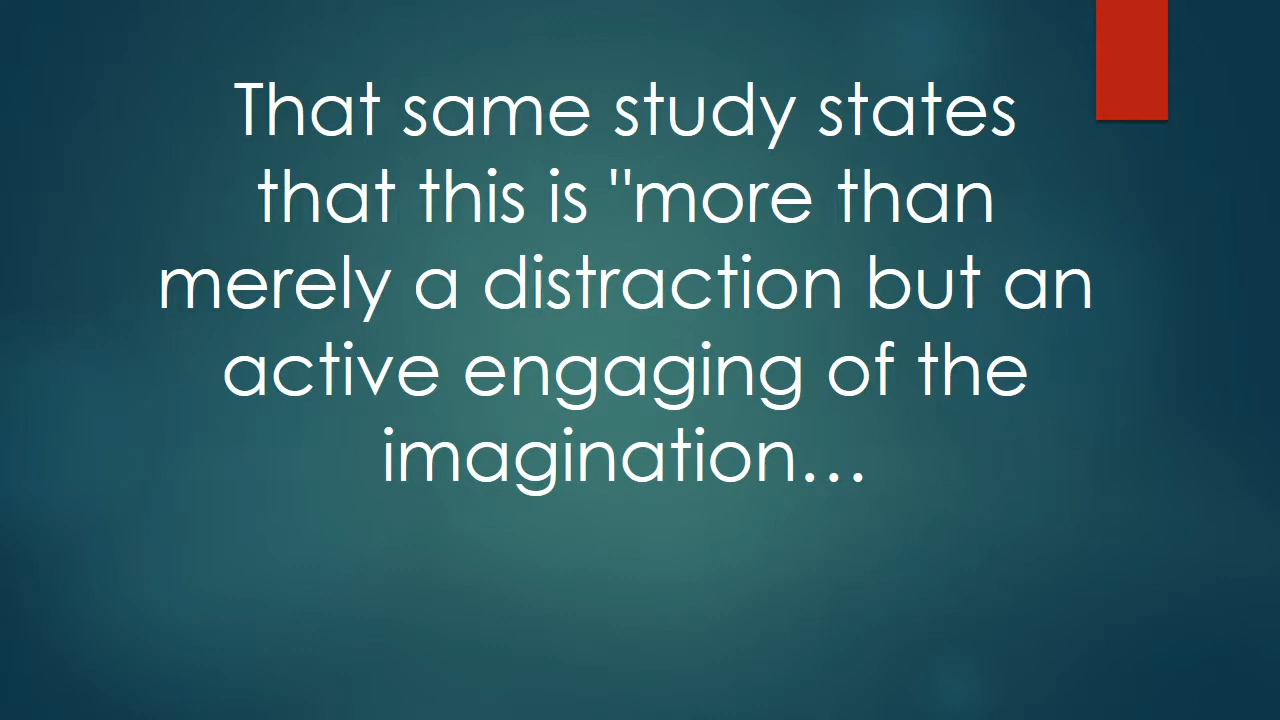 That same study states
that this is "more than
merely a distraction but an
active engaging of the
imagination…